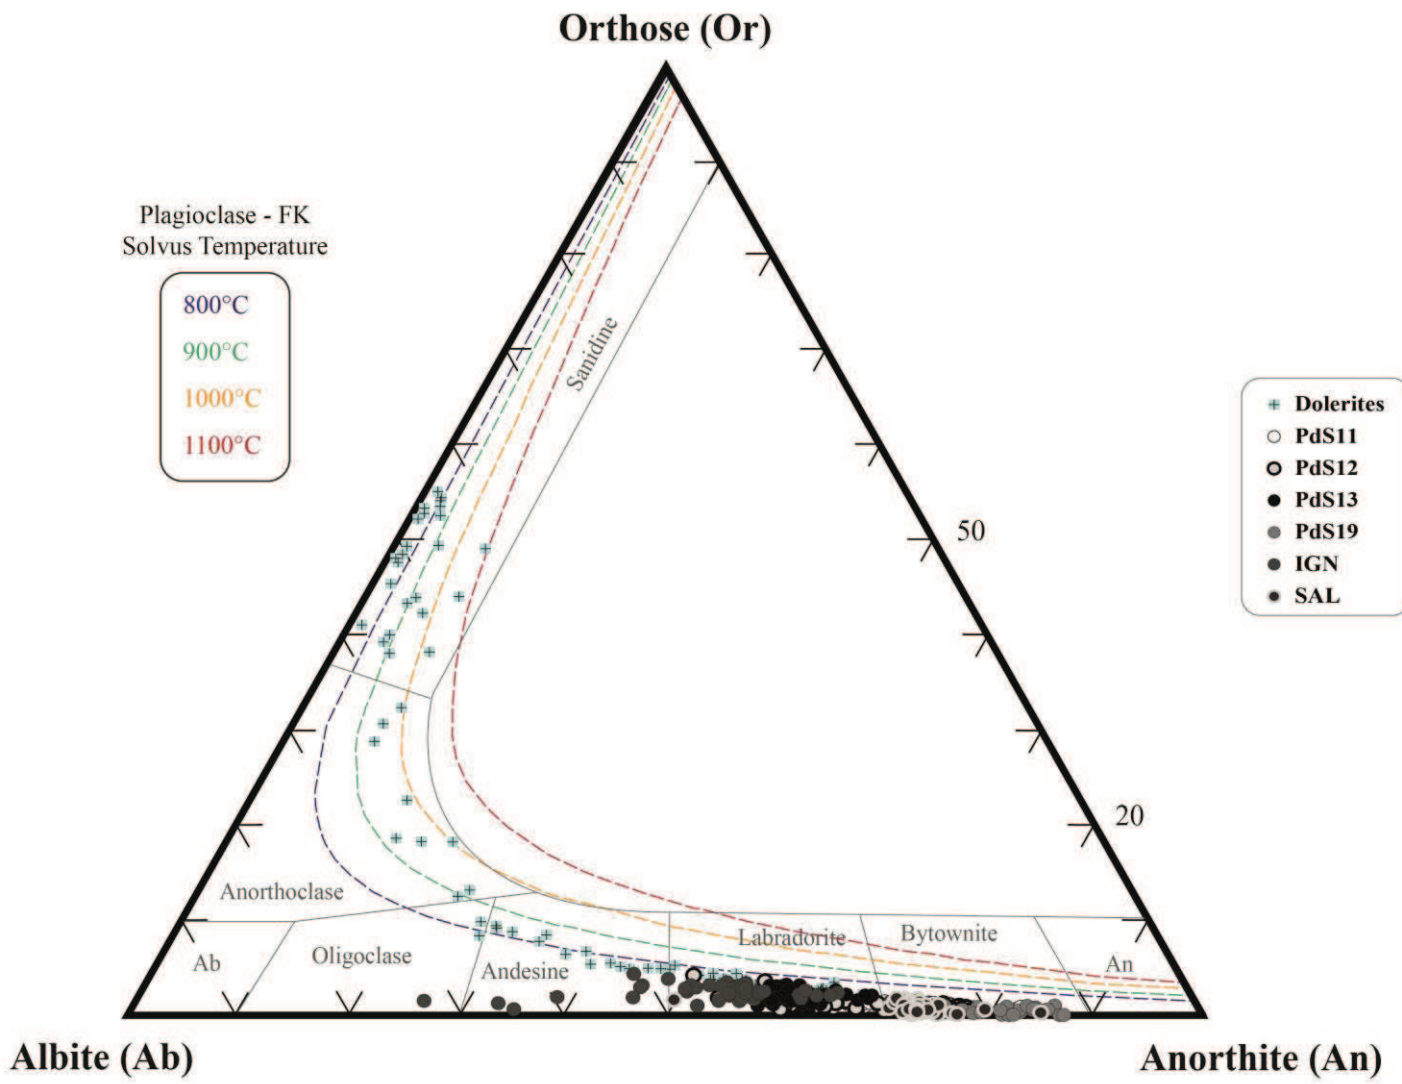 Orthose (Or)
Plagioclase - FK
Solvus Temperature
800°C
900°C
1000°C
1100°C
Sanidine
Dolerites
PdS11
PdS12
PdS13
PdS19
IGN
SAL
50
20
Anorthoclase
Ab
Oligoclase
Andesine
Labradorite
Bytownite
An
Albite (Ab)
Anorthite (An)